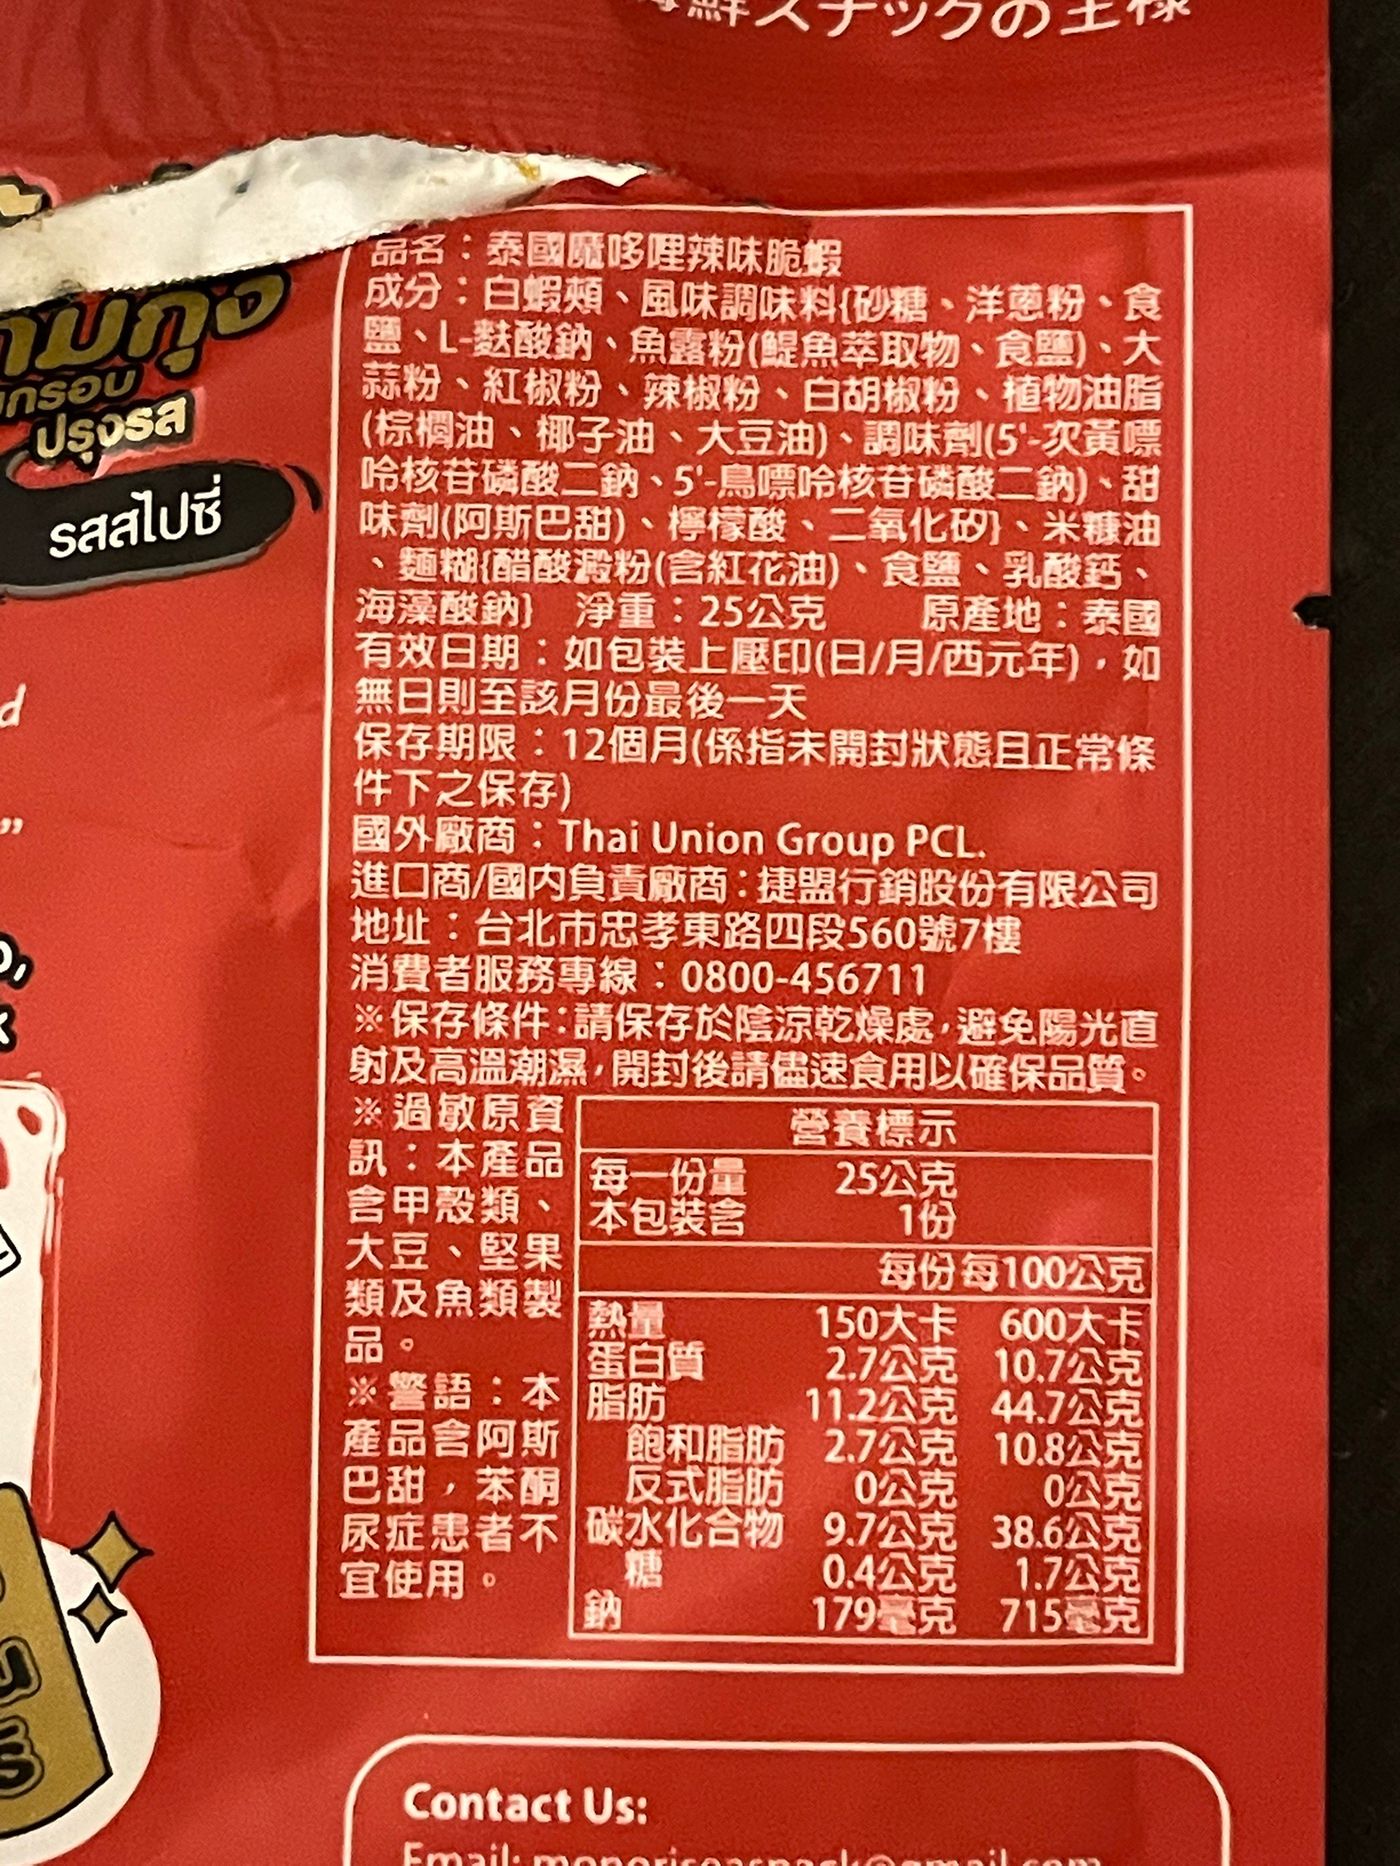 鮮スナックの王様
品名：泰國魔哆哩辣味脆蝦
成分：白蝦頰、風味調味料{砂糖、洋蔥粉、食
鹽、L-麩酸鈉、魚露粉(鯷魚萃取物、食鹽)、大
蒜粉、紅椒粉、辣椒粉、白胡椒粉、植物油脂
(棕櫚油、椰子油、大豆油)、調味劑(5'-次黃嘌
呤核苷磷酸二鈉、5'-鳥嘌呤核苷磷酸二鈉)、甜
味劑(阿斯巴甜)、檸檬酸、二氧化矽}、米糠油
、麵糊{醋酸澱粉(含紅花油)、食鹽、乳酸鈣、
海藻酸鈉} 淨重：25公克 原產地：泰國
有效日期：如包裝上壓印(日/月/西元年)，如
無日則至該月份最後一天
保存期限：12個月(係指未開封狀態且正常條
件下之保存)
國外廠商：Thai Union Group PCL.
進口商/國內負責廠商：捷盟行銷股份有限公司
地址：台北市忠孝東路四段560號7樓
消費者服務專線：0800-456711
※保存條件：請保存於陰涼乾燥處，避免陽光直
射及高溫潮濕，開封後請儘速食用以確保品質。
※過敏原資
訊：本產品
含甲殼類、
大豆、堅果
類及魚類製
品。
※警語：本
產品含阿斯
巴甜，苯酮
尿症患者不
宜使用。
營養標示
每一份量 25公克
本包裝含 1份
每份 每100公克
熱量 150大卡 600大卡
蛋白質 2.7公克 10.7公克
脂肪 11.2公克 44.7公克
飽和脂肪 2.7公克 10.8公克
反式脂肪 0公克 0公克
碳水化合物 9.7公克 38.6公克
糖 0.4公克 1.7公克
鈉 179毫克 715毫克
ปรุงรส
รสสไปซี่
Contact Us: